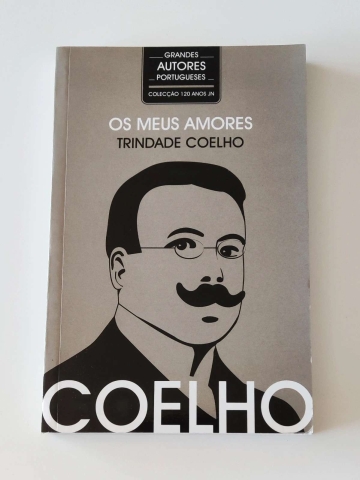 GRANDES
AUTORES
PORTUGUESES
COLECÇÃO 120 ANOS JN
OS MEUS AMORES
TRINDADE COELHO
COELHO